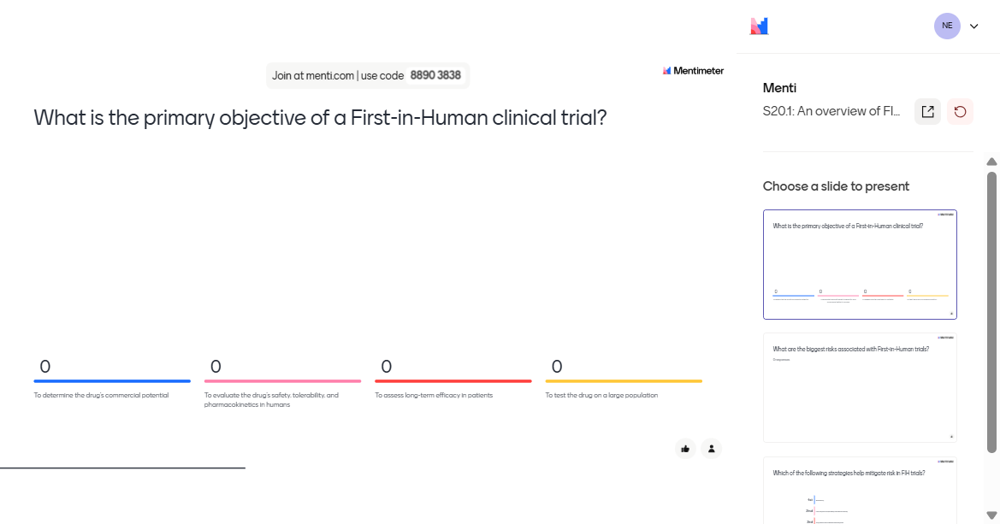 Join at menti.com | use code 8890 3838
Mentimeter
What is the primary objective of a First-in-Human clinical trial?
0
To determine the drug's commercial potential
0
To evaluate the drug's safety, tolerability, and
pharmacokinetics in humans
0
To assess long-term efficacy in patients
0
To test the drug on a large population
NE
Menti
S20.1: An overview of FI...
Choose a slide to present
What is the primary objective of a First-in-Human clinical trial?
0
0
0
0
What are the biggest risks associated with First-in-Human trials?
Which of the following strategies help mitigate risk in FIH trials?
1st
2nd
3rd